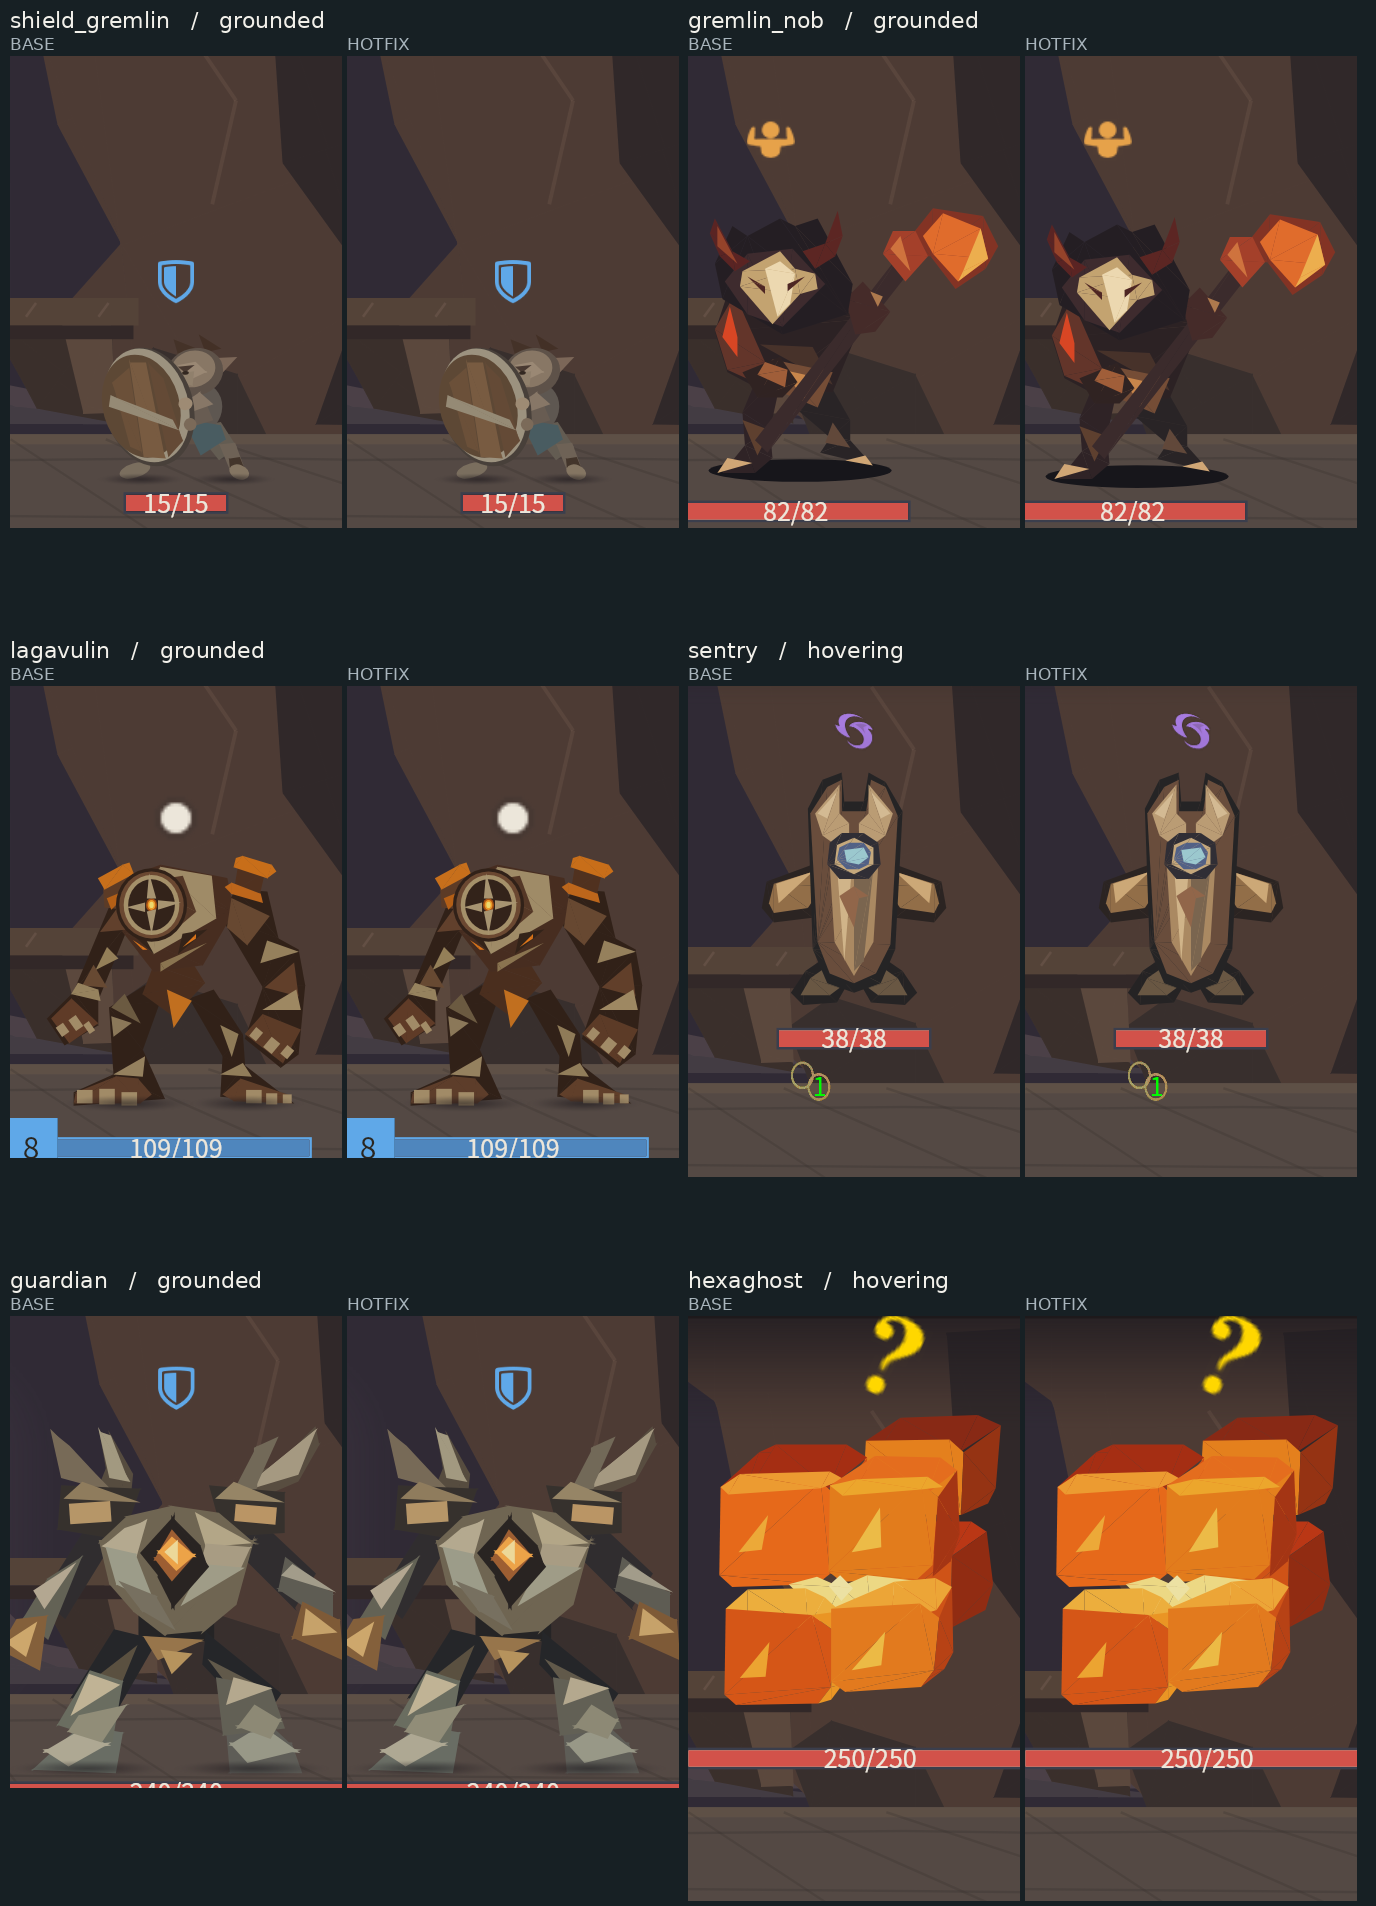 shield_gremlin / grounded
BASE
HOTFIX
15/15
15/15
gremlin_nob / grounded
BASE
HOTFIX
82/82
82/82
lagavulin / grounded
BASE
HOTFIX
8
109/109
8
109/109
sentry / hovering
BASE
HOTFIX
38/38
1
38/38
1
guardian / grounded
BASE
HOTFIX
hexaghost / hovering
BASE
HOTFIX
?
?
250/250
250/250